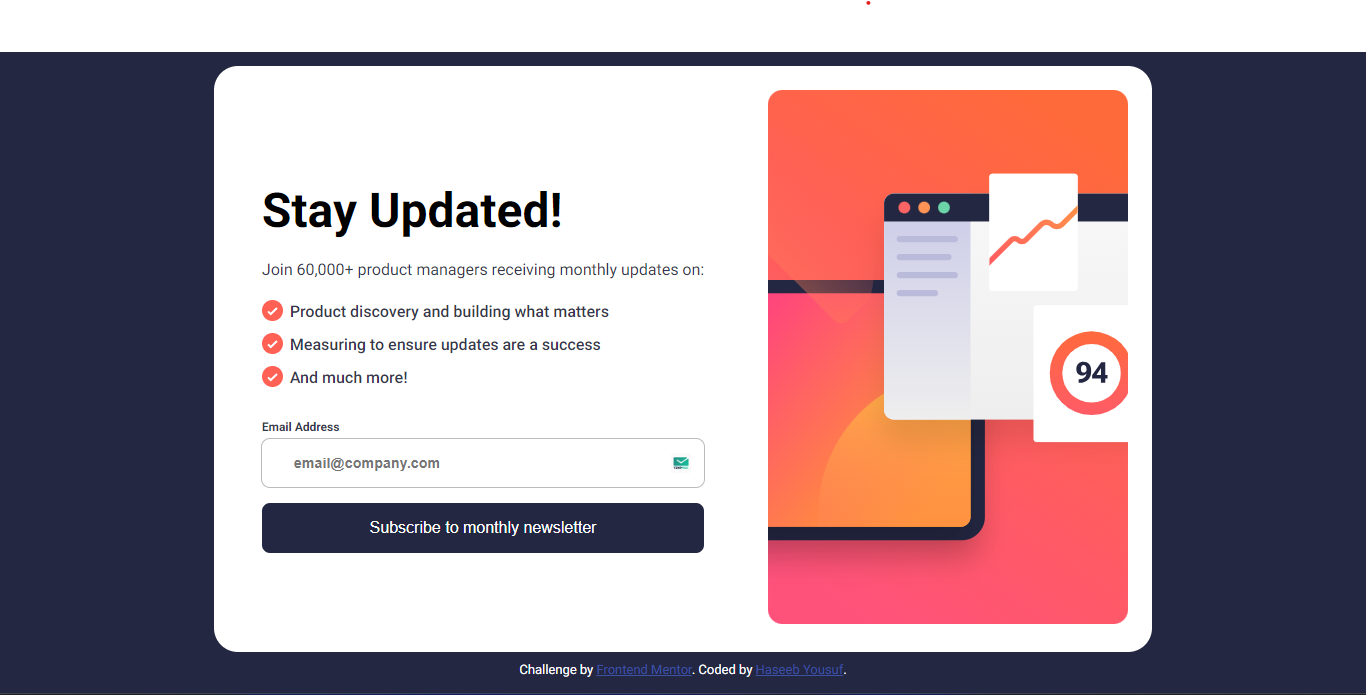 Stay Updated!
Join 60,000+ product managers receiving monthly updates on:
Product discovery and building what matters
Measuring to ensure updates are a success
And much more!
Email Address
email@company.com
Subscribe to monthly newsletter
94
Challenge by Frontend Mentor. Coded by Haseeb Yousuf.